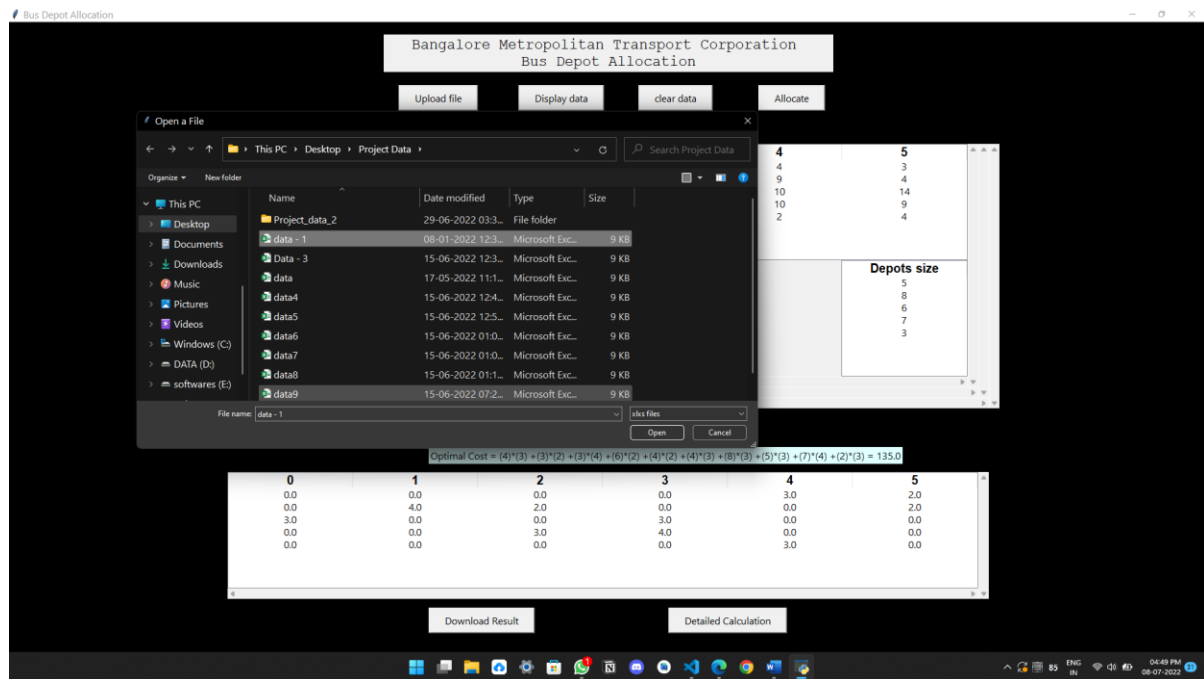 Bus Depot Allocation
Bangalore Metropolitan Transport Corporation
Bus Depot Allocation
Upload file Display data clear data Allocate
Open a File
This PC › Desktop › Project Data ›
Search Project Data
Organize New folder
This PC
Desktop
Documents
Downloads
Music
Pictures
Videos
Windows (C:)
DATA (D:)
softwares (E:)
Name Date modified Type Size
Project_data_2 29-06-2022 03:3... File folder
data - 1 08-01-2022 12:3... Microsoft Exc... 9 KB
Data - 3 15-06-2022 12:3... Microsoft Exc... 9 KB
data 17-05-2022 11:1... Microsoft Exc... 9 KB
data4 15-06-2022 12:4... Microsoft Exc... 9 KB
data5 15-06-2022 12:5... Microsoft Exc... 9 KB
data6 15-06-2022 01:0... Microsoft Exc... 9 KB
data7 15-06-2022 01:0... Microsoft Exc... 9 KB
data8 15-06-2022 01:1... Microsoft Exc... 9 KB
data9 15-06-2022 07:2... Microsoft Exc... 9 KB
File name: data - 1 xlxs files
Open Cancel
4 5
4 3
9 4
10 14
10 9
2 4
Depots size
5
8
6
7
3
Optimal Cost = (4)*(3) +(3)*(2) +(3)*(4) +(6)*(2) +(4)*(2) +(4)*(3) +(8)*(3) +(5)*(3) +(7)*(4) +(2)*(3) = 135.0
0 1 2 3 4 5
0.0 0.0 0.0 0.0 3.0 2.0
0.0 4.0 2.0 0.0 0.0 2.0
3.0 0.0 0.0 3.0 0.0 0.0
0.0 0.0 3.0 4.0 0.0 0.0
0.0 0.0 0.0 0.0 3.0 0.0
Download Result Detailed Calculation
85 ENG IN 04:49 PM 08-07-2022